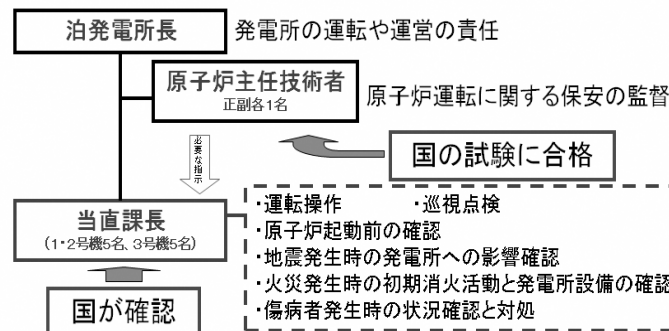 泊発電所長
発電所の運転や運営の責任
原子炉主任技術者
正副各1名
原子炉運転に関する保安の監督
必要な指示
国の試験に合格
当直課長
（1・2号機5名、3号機5名）
・運転操作 ・巡視点検
・原子炉起動前の確認
・地震発生時の発電所への影響確認
・火災発生時の初期消火活動と発電所設備の確認
・傷病者発生時の状況確認と対処
国が確認